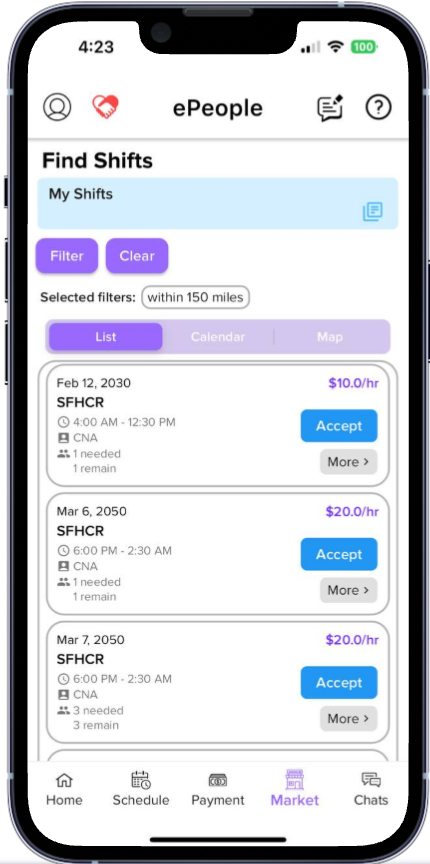 4:23
100
ePeople
Find Shifts
My Shifts
Filter
Clear
Selected filters: within 150 miles
List
Calendar
Map
Feb 12, 2030
$10.0/hr
SFHCR
4:00 AM - 12:30 PM
Accept
CNA
1 needed
More >
1 remain
Mar 6, 2050
$20.0/hr
SFHCR
6:00 PM - 2:30 AM
Accept
CNA
1 needed
More >
1 remain
Mar 7, 2050
$20.0/hr
SFHCR
6:00 PM - 2:30 AM
Accept
CNA
3 needed
More >
3 remain
Home
Schedule
Payment
Market
Chats